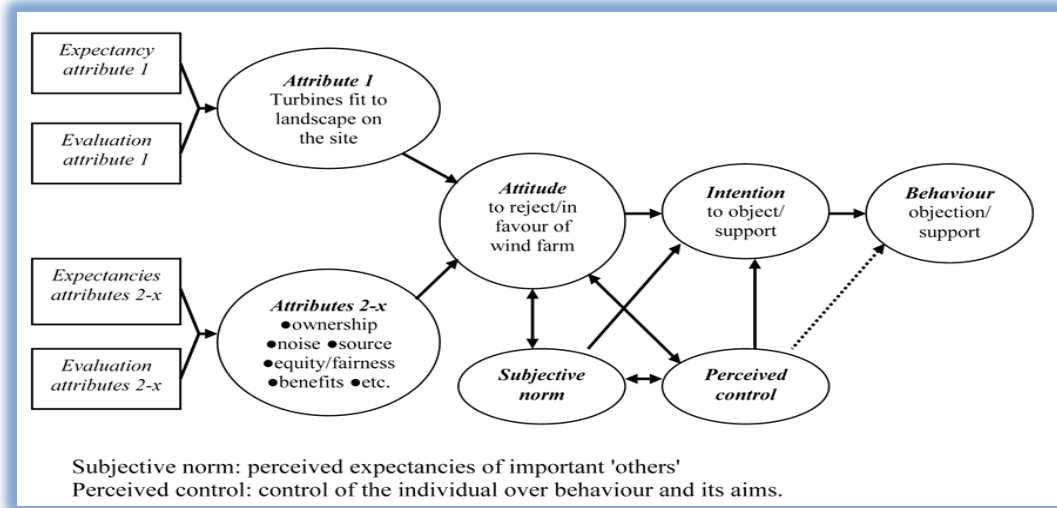 Expectancy
attribute 1
Evaluation
attribute 1
Attribute 1
Turbines fit to
landscape on
the site
Attitude
to reject/in
favour of
wind farm
Intention
to object/
support
Behaviour
objection/
support
Expectancies
attributes 2-x
Evaluation
attributes 2-x
Attributes 2-x
●ownership
●noise ●source
●equity/fairness
●benefits ●etc.
Subjective
norm
Perceived
control
Subjective norm: perceived expectancies of important 'others'
Perceived control: control of the individual over behaviour and its aims.